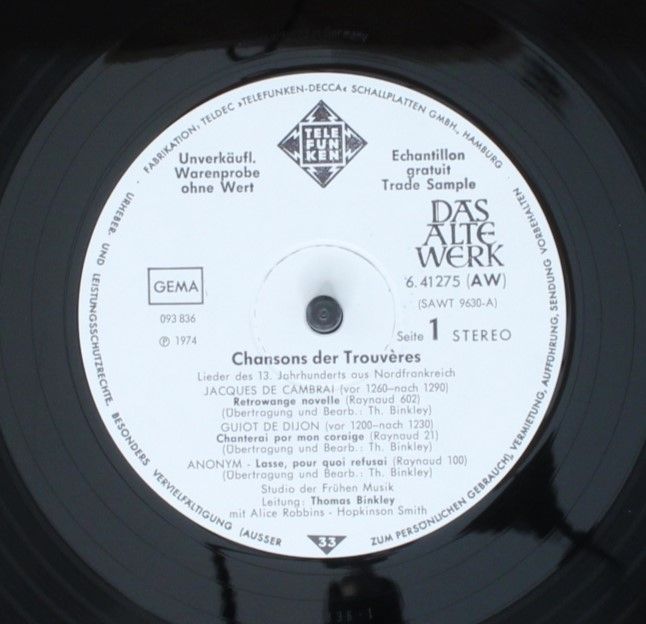 FABRIKATION: TELDEC »TELEFUNKEN-DECCA« SCHALLPLATTEN GMBH., HAMBURG
URHEBER- UND LEISTUNGSSCHUTZRECHTE. BESONDERS VERVIELFÄLTIGUNG (AUSSER ZUM PERSÖNLICHEN GEBRAUCH), VERMIETUNG, AUFFÜHRUNG, SENDUNG VORBEHALTEN
TELE
FUN
KEN
Unverkäufl.
Warenprobe
ohne Wert
Echantillon
gratuit
Trade Sample
DAS
ALTE
WERK
6.41275 (AW)
(SAWT 9630-A)
GEMA
093 836
℗ 1974
Seite 1 STEREO
Chansons der Trouvères
Lieder des 13. Jahrhunderts aus Nordfrankreich
JACQUES DE CAMBRAI (vor 1260-nach 1290)
Retrowange novelle (Raynaud 602)
(Übertragung und Bearb.: Th. Binkley)
GUIOT DE DIJON (vor 1200-nach 1230)
Chanterai por mon coraige (Raynaud 21)
(Übertragung und Bearb.: Th. Binkley)
ANONYM - Lasse, pour quoi refusai (Raynaud 100)
(Übertragung und Bearb.: Th. Binkley)
Studio der Frühen Musik
Leitung: Thomas Binkley
mit Alice Robbins - Hopkinson Smith
33